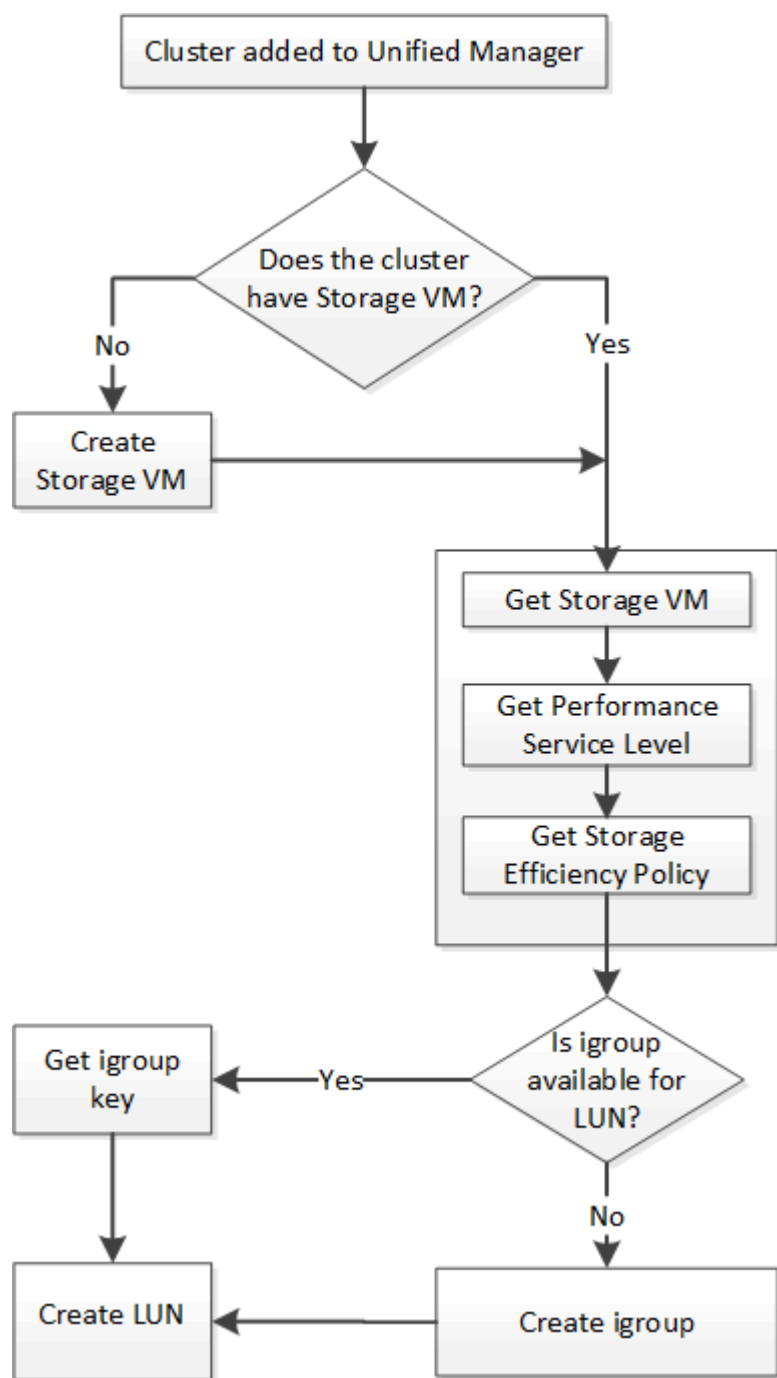 Cluster added to Unified Manager
Does the cluster
have Storage VM?
No
Yes
Create
Storage VM
Get Storage VM
Get Performance
Service Level
Get Storage
Efficiency Policy
Is igroup
available for
LUN?
Yes
Get igroup
key
No
Create LUN
Create igroup